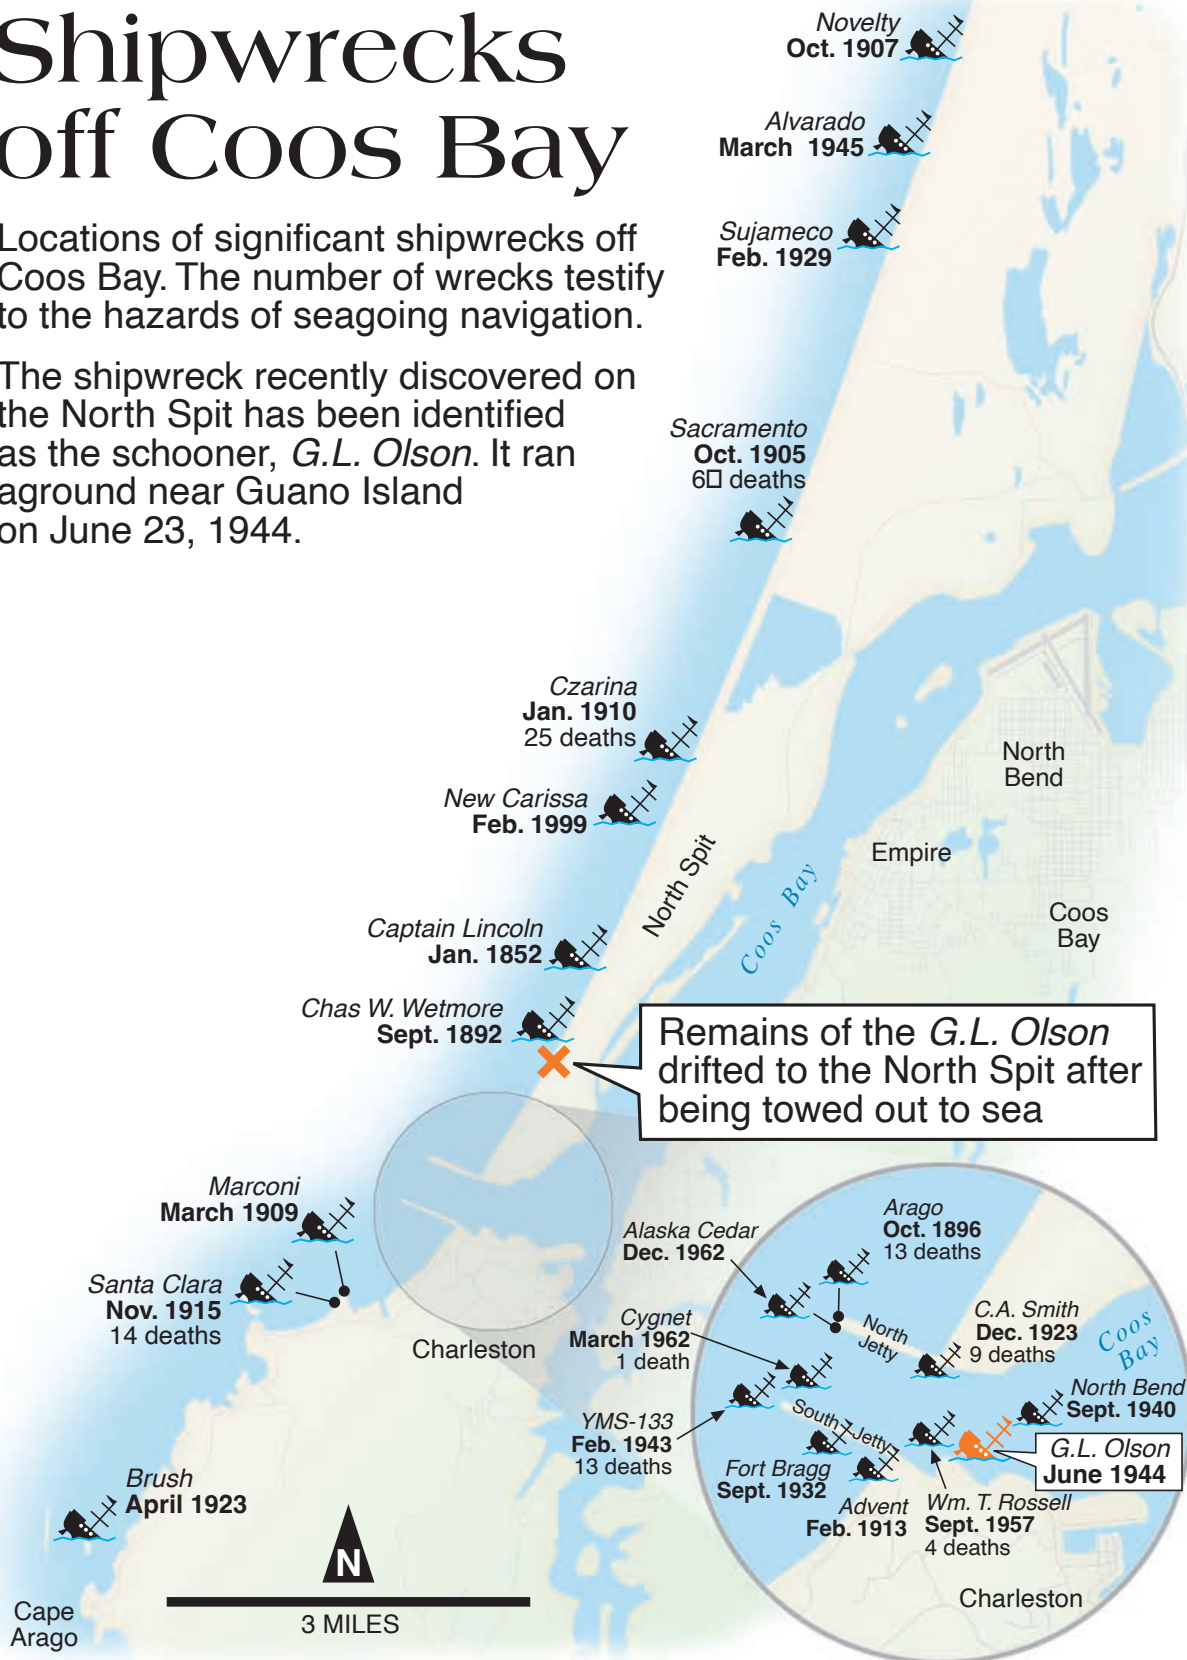 Shipwrecks
off Coos Bay
Locations of significant shipwrecks off
Coos Bay. The number of wrecks testify
to the hazards of seagoing navigation.
The shipwreck recently discovered on
the North Spit has been identified
as the schooner, G.L. Olson. It ran
aground near Guano Island
on June 23, 1944.
Novelty
Oct. 1907
Alvarado
March 1945
Sujameco
Feb. 1929
Sacramento
Oct. 1905
6□ deaths
Czarina
Jan. 1910
25 deaths
New Carissa
Feb. 1999
North Spit
Coos Bay
North
Bend
Empire
Coos
Bay
Captain Lincoln
Jan. 1852
Chas W. Wetmore
Sept. 1892
Remains of the G.L. Olson
drifted to the North Spit after
being towed out to sea
Marconi
March 1909
Santa Clara
Nov. 1915
14 deaths
Charleston
Brush
April 1923
Cape
Arago
N
3 MILES
Alaska Cedar
Dec. 1962
Arago
Oct. 1896
13 deaths
Cygnet
March 1962
1 death
North
Jetty
C.A. Smith
Dec. 1923
9 deaths
Coos
Bay
North Bend
Sept. 1940
YMS-133
Feb. 1943
13 deaths
South Jetty
Fort Bragg
Sept. 1932
Advent
Feb. 1913
Wm. T. Rossell
Sept. 1957
4 deaths
G.L. Olson
June 1944
Charleston